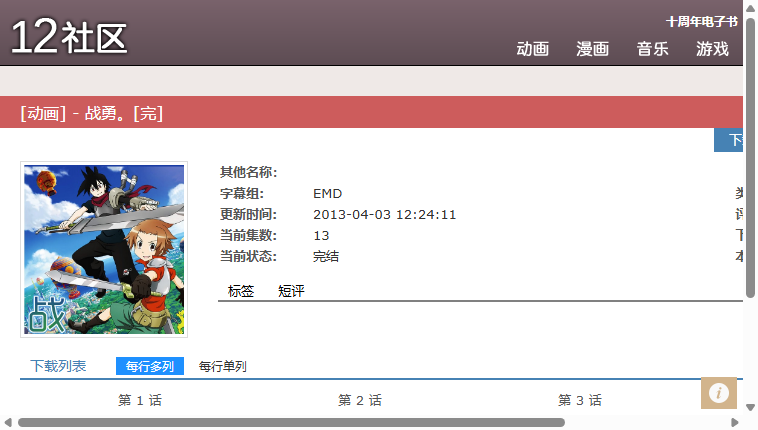 12社区
十周年电子书
动画 漫画 音乐 游戏
[动画] - 战勇。[完]
下
其他名称:
字幕组: EMD
更新时间: 2013-04-03 12:24:11
当前集数: 13
当前状态: 完结
标签 短评
战
下载列表 每行多列 每行单列
第 1 话 第 2 话 第 3 话